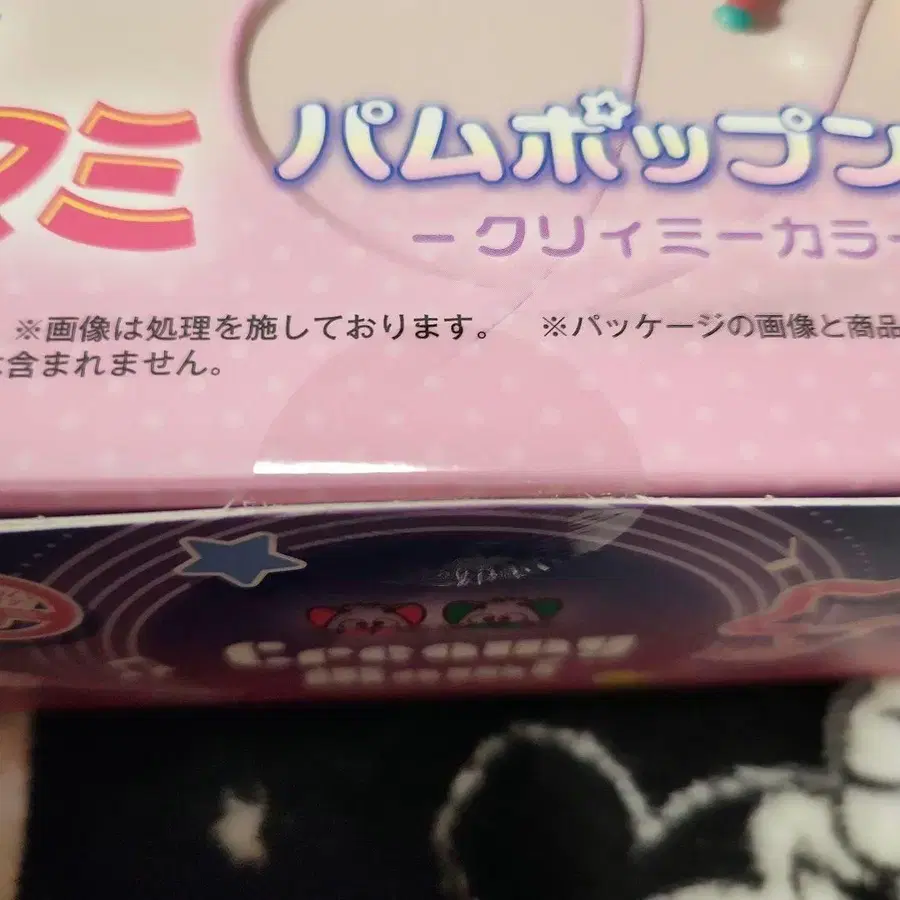 マミ
パムポップン
-クリィミーカラー
※画像は処理を施しております。 ※パッケージの画像と商品
含まれません。
Creamy
Mami